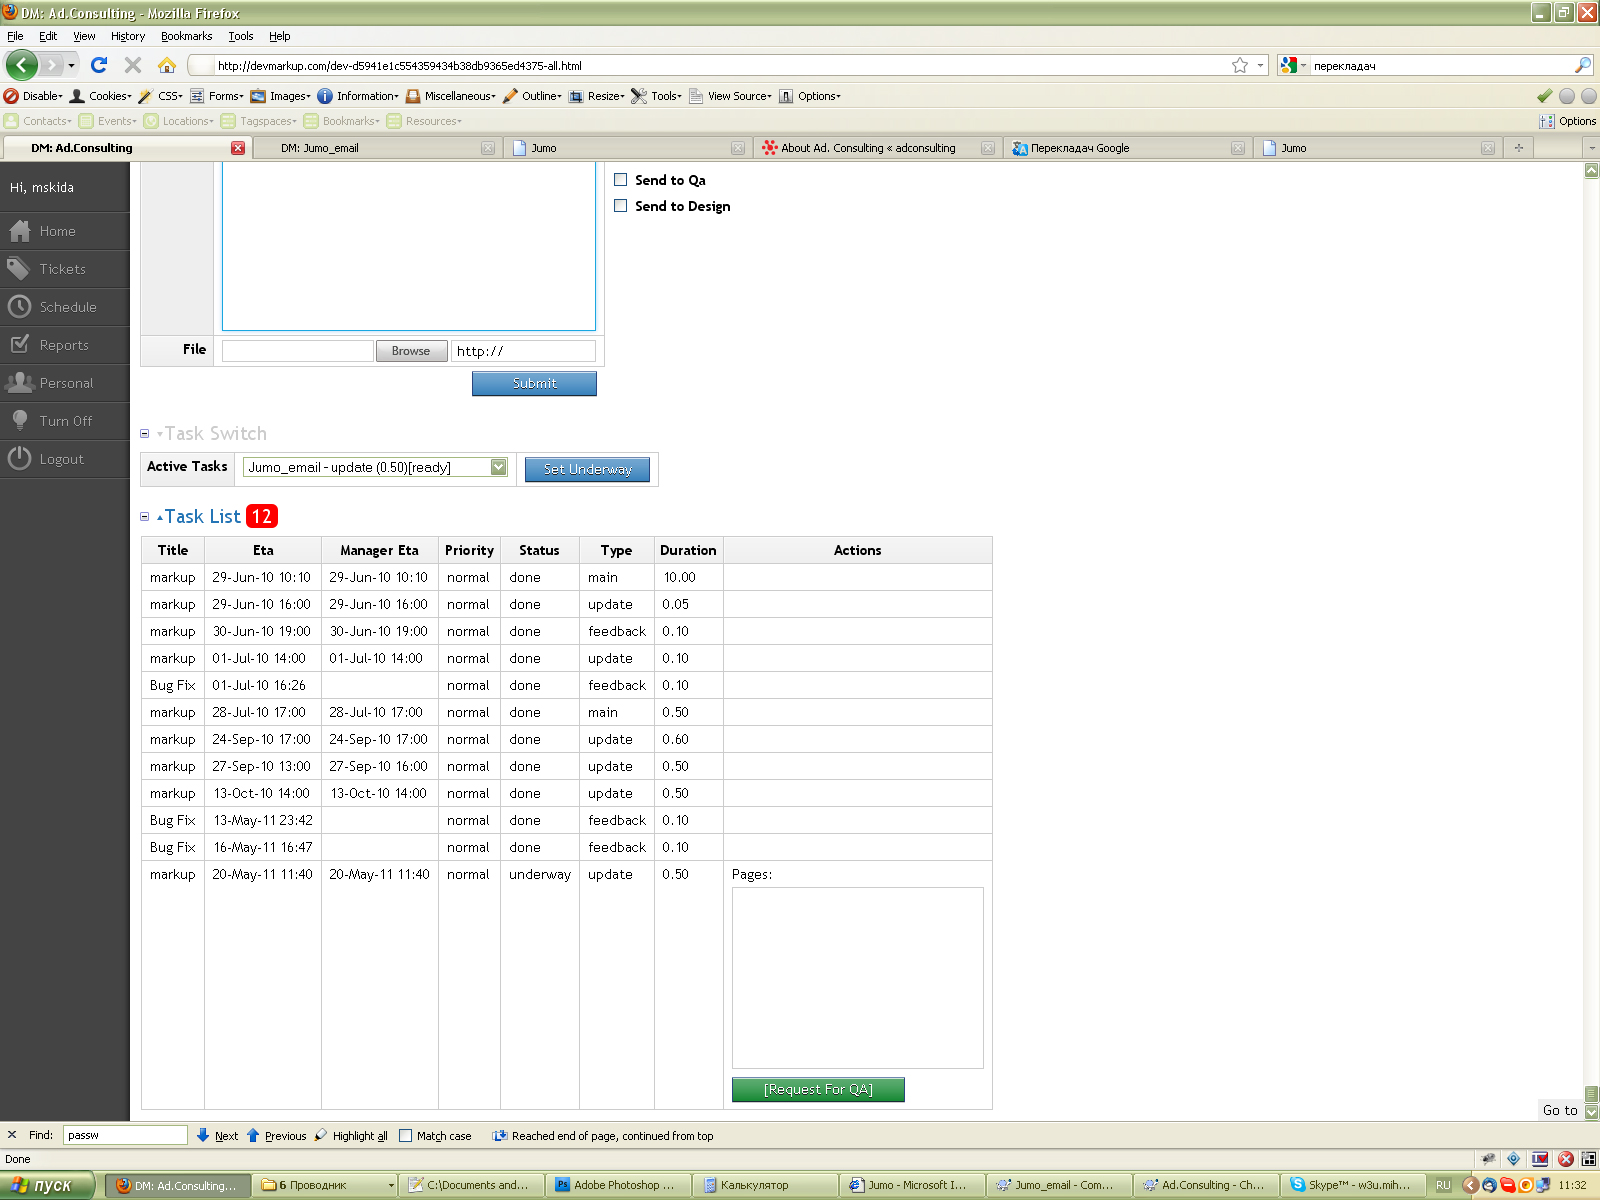 DM: Ad.Consulting - Mozilla Firefox
File Edit View History Bookmarks Tools Help
http://devmarkup.com/dev-d5941e1c554359434b38db9365ed4375-all.html
перекладач
Disable Cookies CSS Forms Images Information Miscellaneous Outline Resize Tools View Source Options
Contacts Events Locations Tagspaces Bookmarks Resources Options
DM: Ad.Consulting DM: Jumo_email Jumo About Ad. Consulting « adconsulting Перекладач Google Jumo
Hi, mskida
Home
Tickets
Schedule
Reports
Personal
Turn Off
Logout
Send to Qa
Send to Design
File Browse http://
Submit
Task Switch
Active Tasks Jumo_email - update (0.50)[ready] Set Underway
Task List 12
Title Eta Manager Eta Priority Status Type Duration Actions
markup 29-Jun-10 10:10 29-Jun-10 10:10 normal done main 10.00
markup 29-Jun-10 16:00 29-Jun-10 16:00 normal done update 0.05
markup 30-Jun-10 19:00 30-Jun-10 19:00 normal done feedback 0.10
markup 01-Jul-10 14:00 01-Jul-10 14:00 normal done update 0.10
Bug Fix 01-Jul-10 16:26 normal done feedback 0.10
markup 28-Jul-10 17:00 28-Jul-10 17:00 normal done main 0.50
markup 24-Sep-10 17:00 24-Sep-10 17:00 normal done update 0.60
markup 27-Sep-10 13:00 27-Sep-10 16:00 normal done update 0.50
markup 13-Oct-10 14:00 13-Oct-10 14:00 normal done update 0.50
Bug Fix 13-May-11 23:42 normal done feedback 0.10
Bug Fix 16-May-11 16:47 normal done feedback 0.10
markup 20-May-11 11:40 20-May-11 11:40 normal underway update 0.50 Pages:
[Request For QA]
Go to
Find: passw Next Previous Highlight all Match case Reached end of page, continued from top
Done
пуск DM: Ad.Consulting... 6 Проводник C:\Documents and... Adobe Photoshop ... Калькулятор Jumo - Microsoft I... Jumo_email - Com... Ad.Consulting - Ch... Skype™ - w3u.mih... RU 11:32